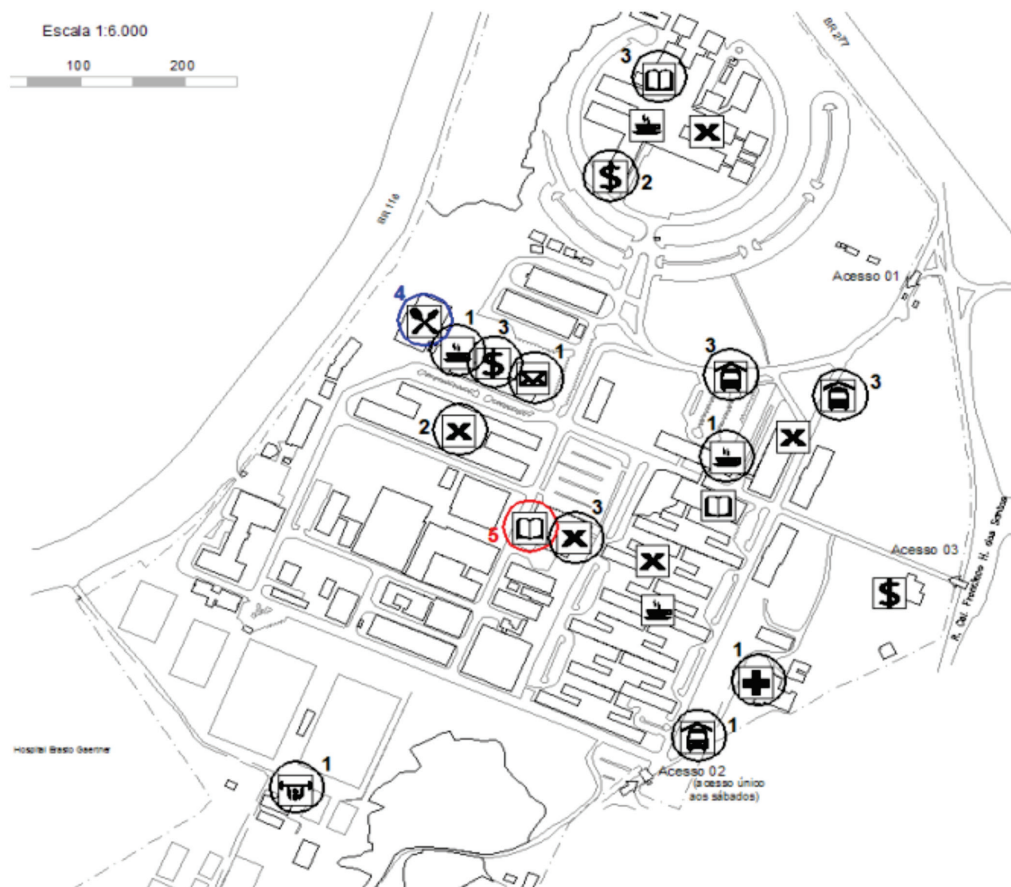 Escala 1:6.000
100 200
BR 277
3
$
2
BR 116
Acesso 01
4
1
3
$
1
3
3
2
1
3
5
Acesso 03
$
R. Cel. Francisco H. dos Santos
1
1
Hospital Erasto Gaertner
Acesso 02
(acesso único
aos sábados)
1